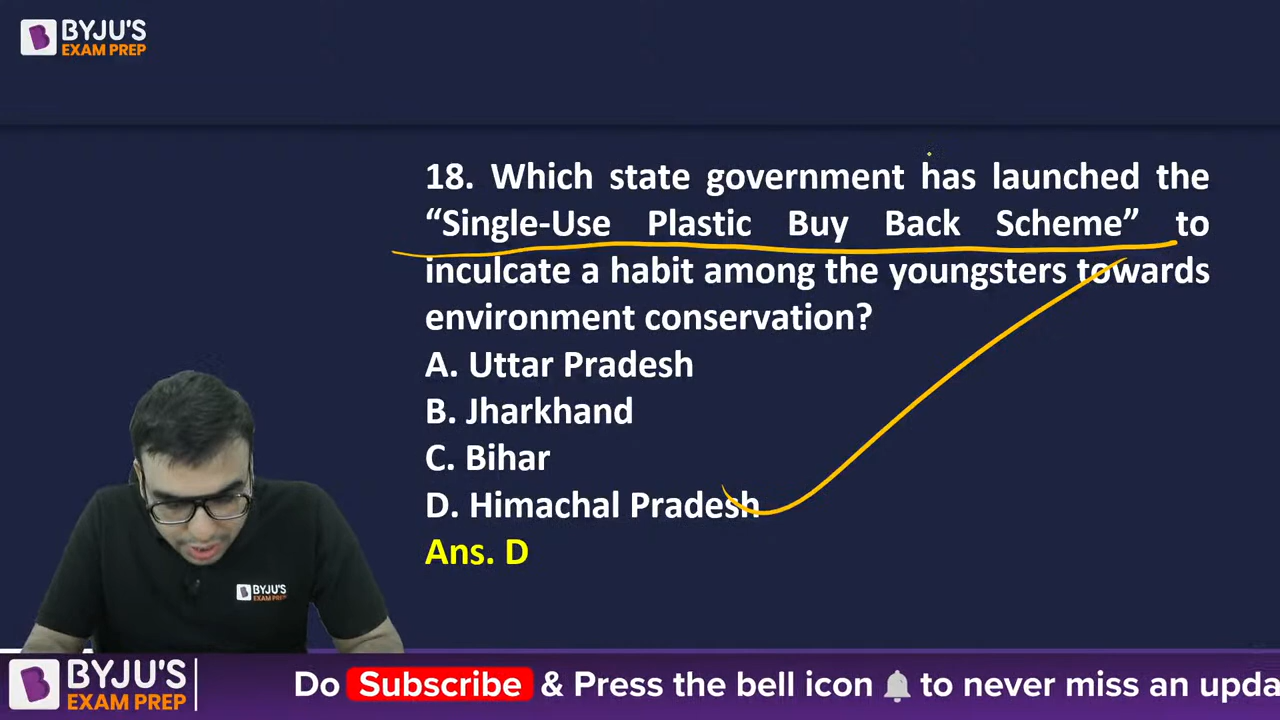 BYJU'S
EXAM PREP
18. Which state government has launched the
“Single-Use Plastic Buy Back Scheme” to
inculcate a habit among the youngsters towards
environment conservation?
A. Uttar Pradesh
B. Jharkhand
C. Bihar
D. Himachal Pradesh
Ans. D
BYJU'S
EXAM PREP
BYJU'S
EXAM PREP
Do Subscribe & Press the bell icon to never miss an upda